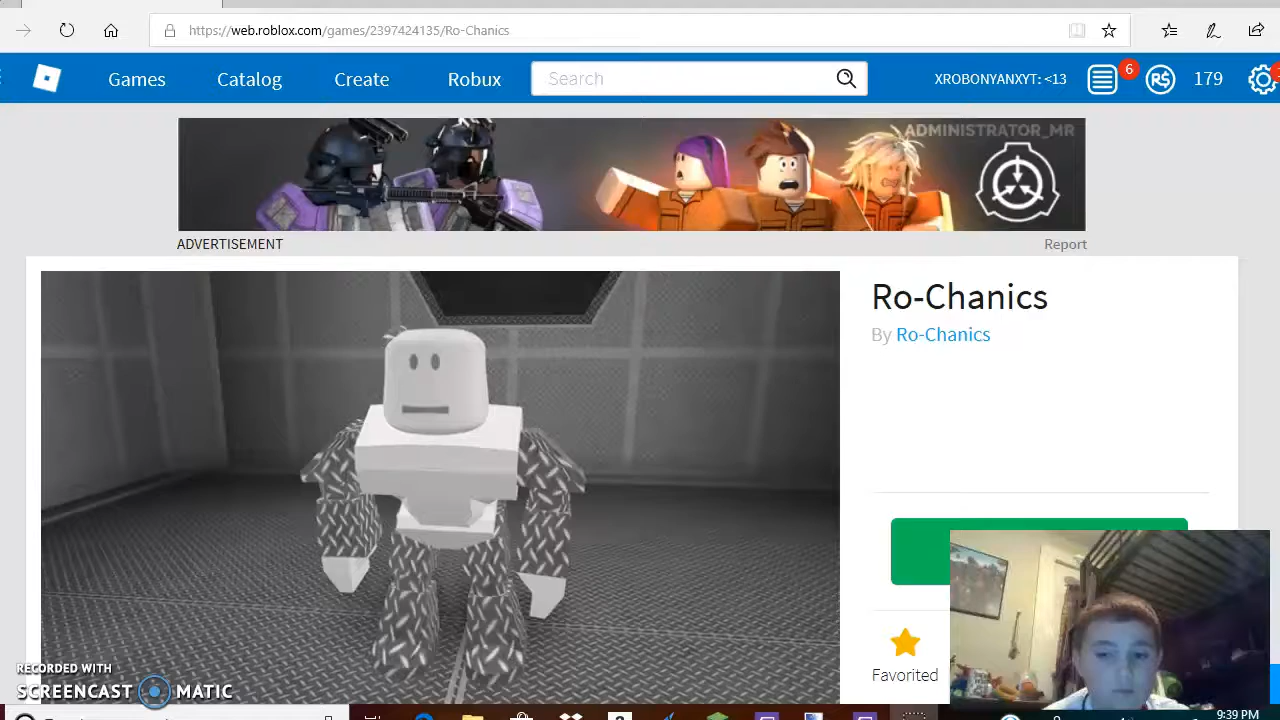 https://web.roblox.com/games/2397424135/Ro-Chanics
Games Catalog Create Robux Search XROBONYANXYT: <13 6 R$ 179
ADMINISTRATOR_MR
ADVERTISEMENT Report
Ro-Chanics
By Ro-Chanics
Favorited
RECORDED WITH
SCREENCAST MATIC
9:39 PM